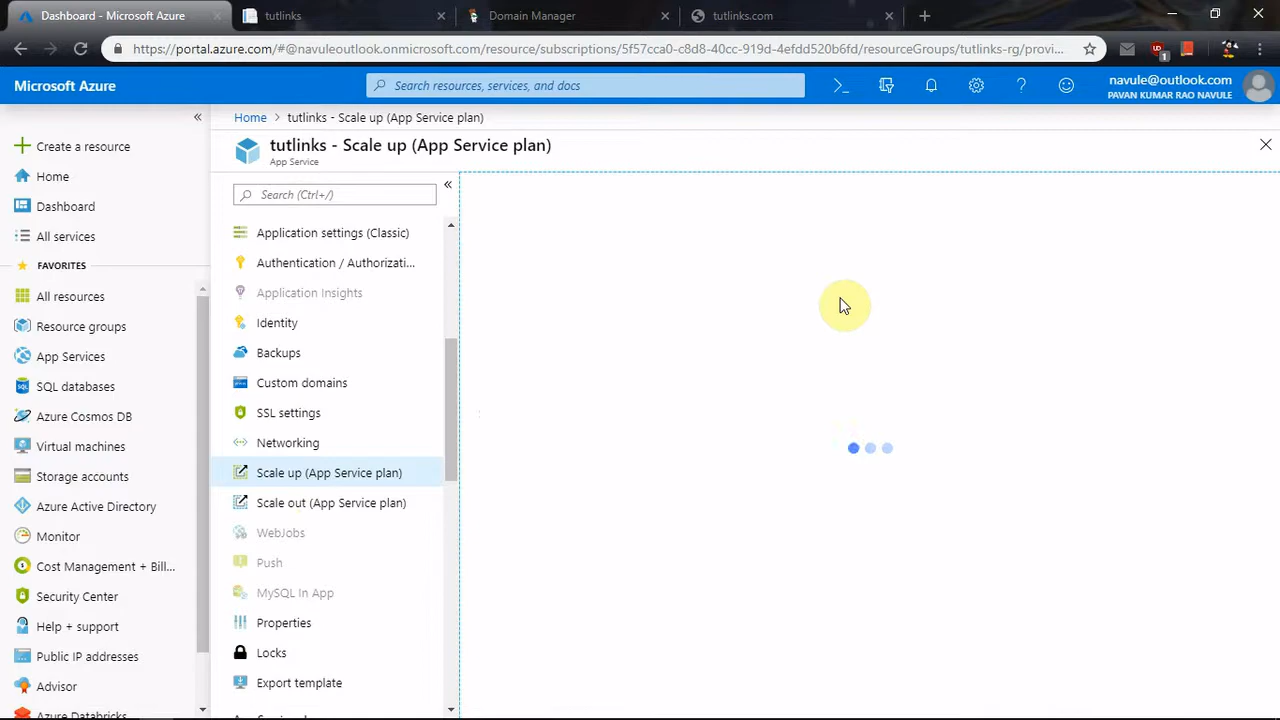 Dashboard - Microsoft Azure
tutlinks
Domain Manager
tutlinks.com
https://portal.azure.com/#@navuleoutlook.onmicrosoft.com/resource/subscriptions/5f57cca0-c8d8-40cc-919d-4efdd520b6fd/resourceGroups/tutlinks-rg/provi...
1
Microsoft Azure
Search resources, services, and docs
navule@outlook.com
PAVAN KUMAR RAO NAVULE
Create a resource
Home
Dashboard
All services
FAVORITES
All resources
Resource groups
App Services
SQL databases
Azure Cosmos DB
Virtual machines
Storage accounts
Azure Active Directory
Monitor
Cost Management + Bill...
Security Center
Help + support
Public IP addresses
Advisor
Azure Databricks
Home > tutlinks - Scale up (App Service plan)
tutlinks - Scale up (App Service plan)
App Service
Search (Ctrl+/)
Application settings (Classic)
Authentication / Authorizati...
Application Insights
Identity
Backups
Custom domains
SSL settings
Networking
Scale up (App Service plan)
Scale out (App Service plan)
WebJobs
Push
MySQL In App
Properties
Locks
Export template